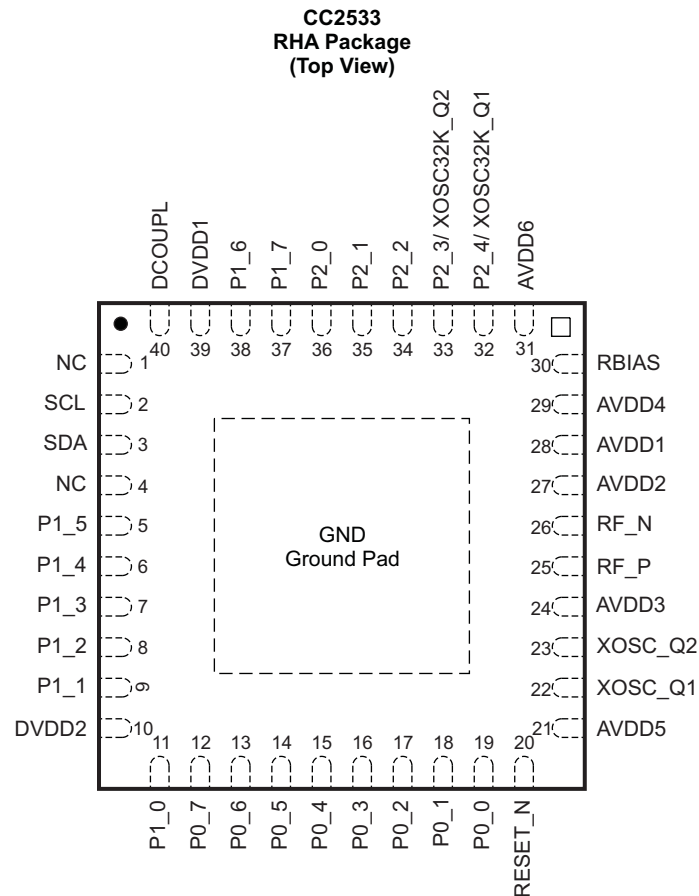 CC2533
RHA Package
(Top View)
DCOUPL
DVDD1
P1_6
P1_7
P2_0
P2_1
P2_2
P2_3/ XOSC32K_Q2
P2_4/ XOSC32K_Q1
AVDD6
40 39 38 37 36 35 34 33 32 31
NC 1
SCL 2
SDA 3
NC 4
P1_5 5
P1_4 6
P1_3 7
P1_2 8
P1_1 9
DVDD2 10
GND
Ground Pad
30 RBIAS
29 AVDD4
28 AVDD1
27 AVDD2
26 RF_N
25 RF_P
24 AVDD3
23 XOSC_Q2
22 XOSC_Q1
21 AVDD5
11 12 13 14 15 16 17 18 19 20
P1_0
P0_7
P0_6
P0_5
P0_4
P0_3
P0_2
P0_1
P0_0
RESET_N